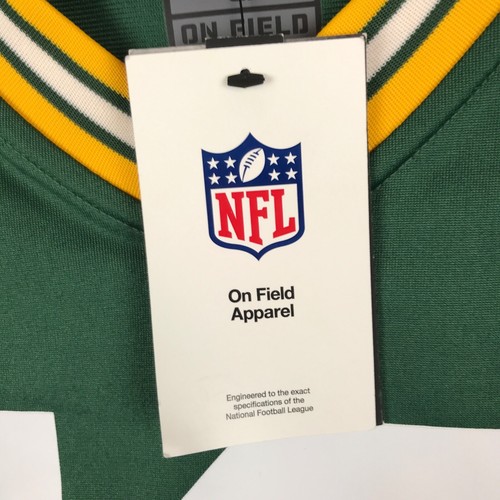 ON FIELD
NFL
On Field
Apparel
Engineered to the exact
specifications of the
National Football League